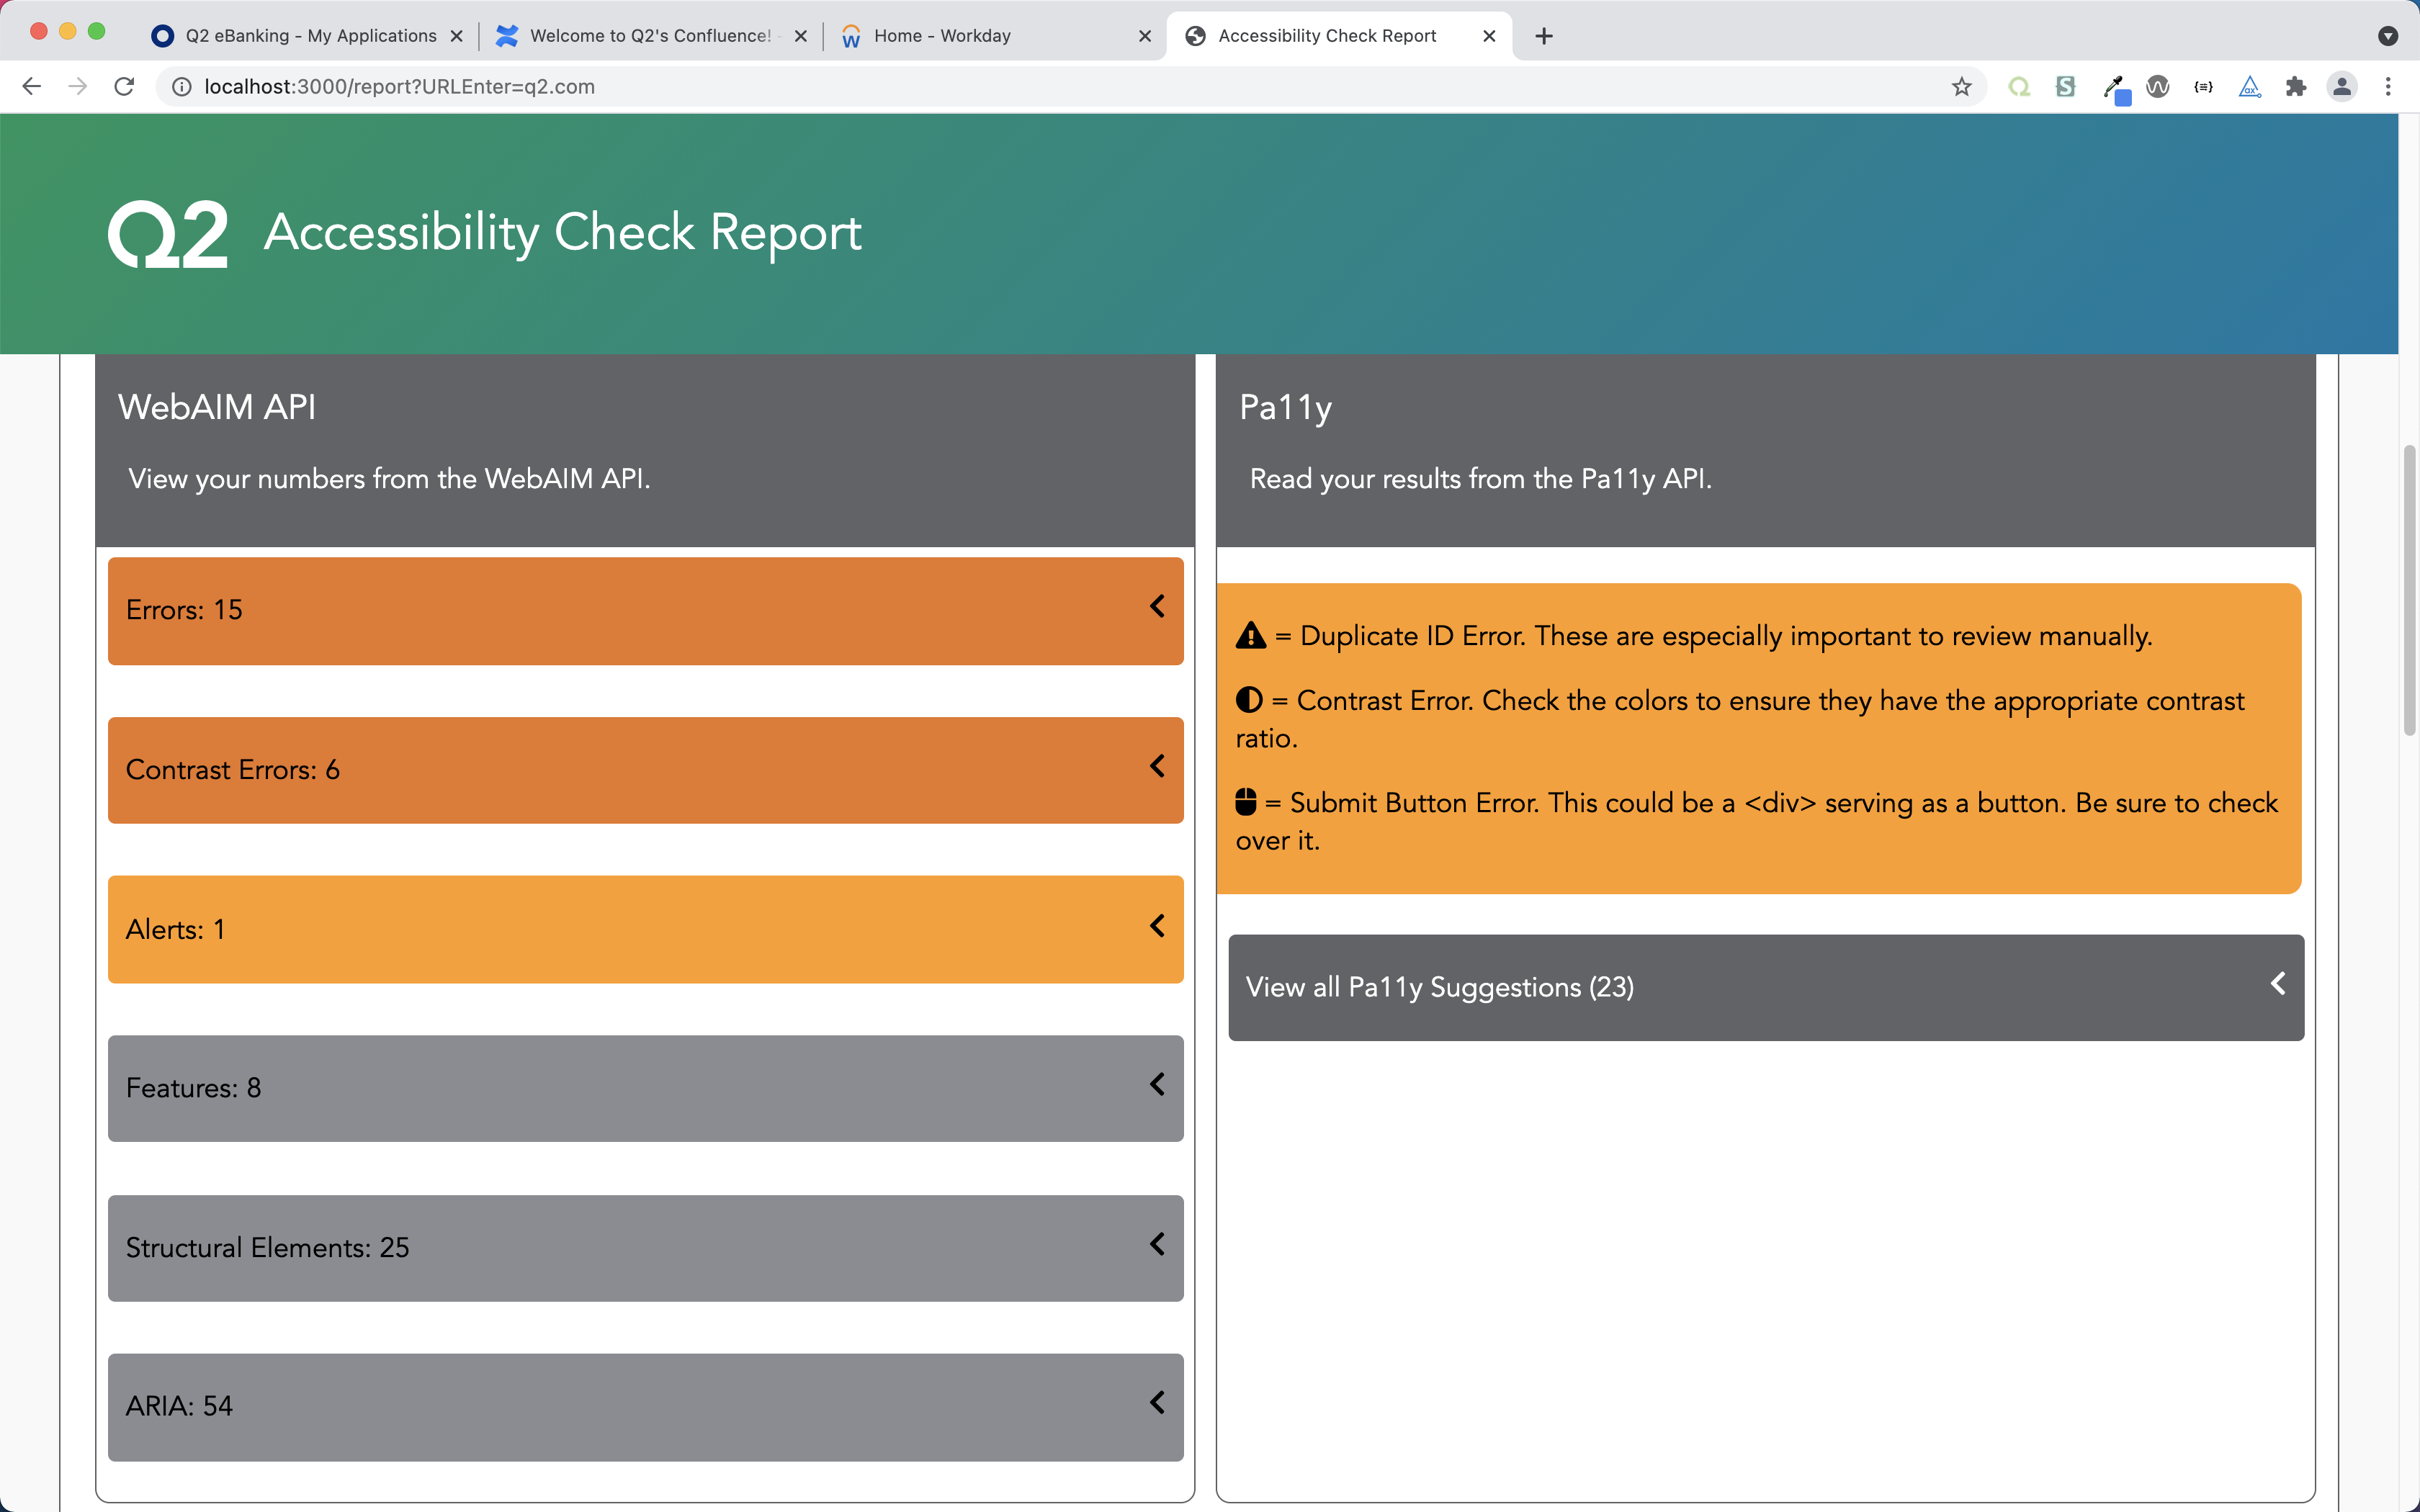 Q2 eBanking - My Applications
Welcome to Q2's Confluence!
Home - Workday
Accessibility Check Report
localhost:3000/report?URLEnter=q2.com
Q2 Accessibility Check Report
WebAIM API
View your numbers from the WebAIM API.
Errors: 15
Contrast Errors: 6
Alerts: 1
Features: 8
Structural Elements: 25
ARIA: 54
Pa11y
Read your results from the Pa11y API.
= Duplicate ID Error. These are especially important to review manually.
= Contrast Error. Check the colors to ensure they have the appropriate contrast
ratio.
= Submit Button Error. This could be a <div> serving as a button. Be sure to check
over it.
View all Pa11y Suggestions (23)